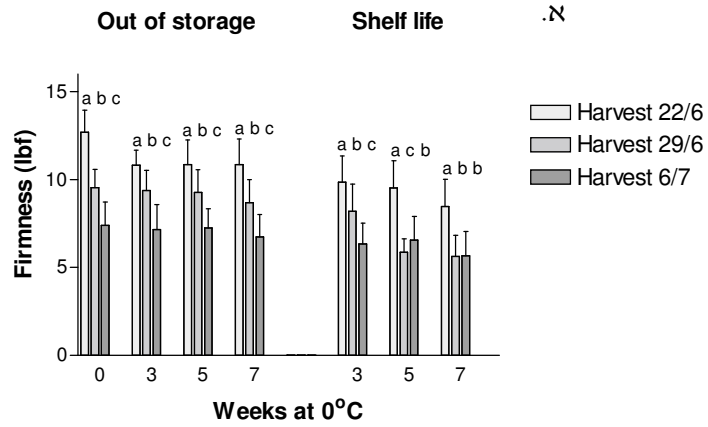 Out of storage Shelf life א.
15
10
5
0
Firmness (lbf)
a b c a b c a b c a b c a b c a c b a b b
Harvest 22/6
Harvest 29/6
Harvest 6/7
0 3 5 7 3 5 7
Weeks at 0°C